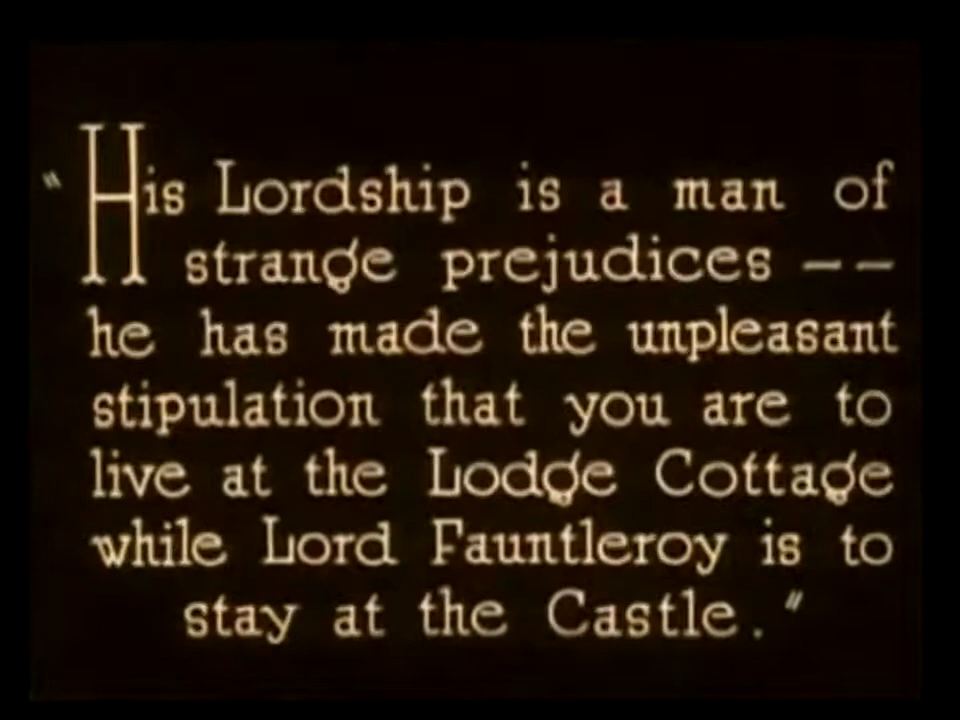 "His Lordship is a man of
strange prejudices --
he has made the unpleasant
stipulation that you are to
live at the Lodge Cottage
while Lord Fauntleroy is to
stay at the Castle."